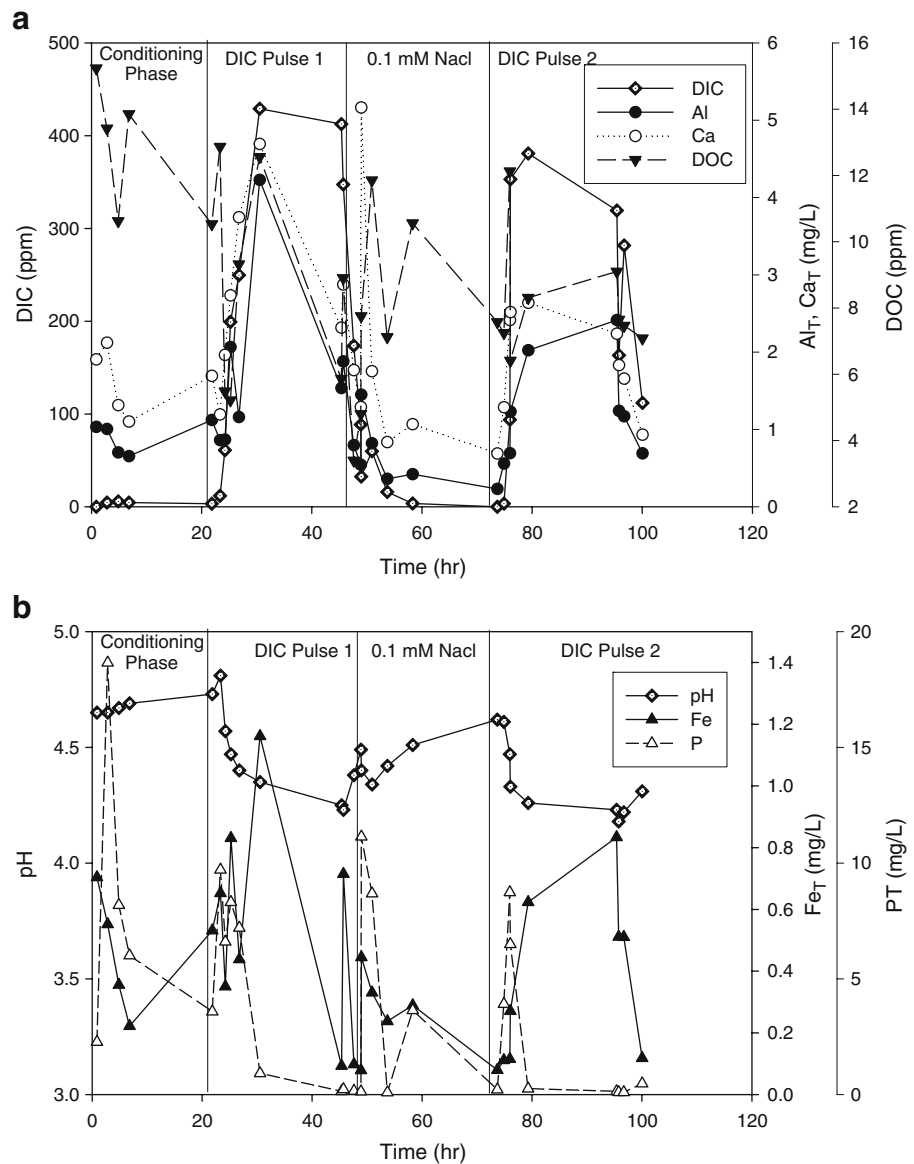 a
Conditioning
Phase
DIC Pulse 1
0.1 mM Nacl
DIC Pulse 2
DIC
Al
Ca
DOC
500
400
300
200
100
0
DIC (ppm)
6
5
4
3
2
1
0
AlT, CaT (mg/L)
16
14
12
10
8
6
4
2
DOC (ppm)
0 20 40 60 80 100 120
Time (hr)
b
Conditioning
Phase
DIC Pulse 1
0.1 mM Nacl
DIC Pulse 2
pH
Fe
P
5.0
4.5
4.0
3.5
3.0
pH
1.4
1.2
1.0
0.8
0.6
0.4
0.2
0.0
FeT (mg/L)
20
15
10
5
0
PT (mg/L)
0 20 40 60 80 100 120
Time (hr)